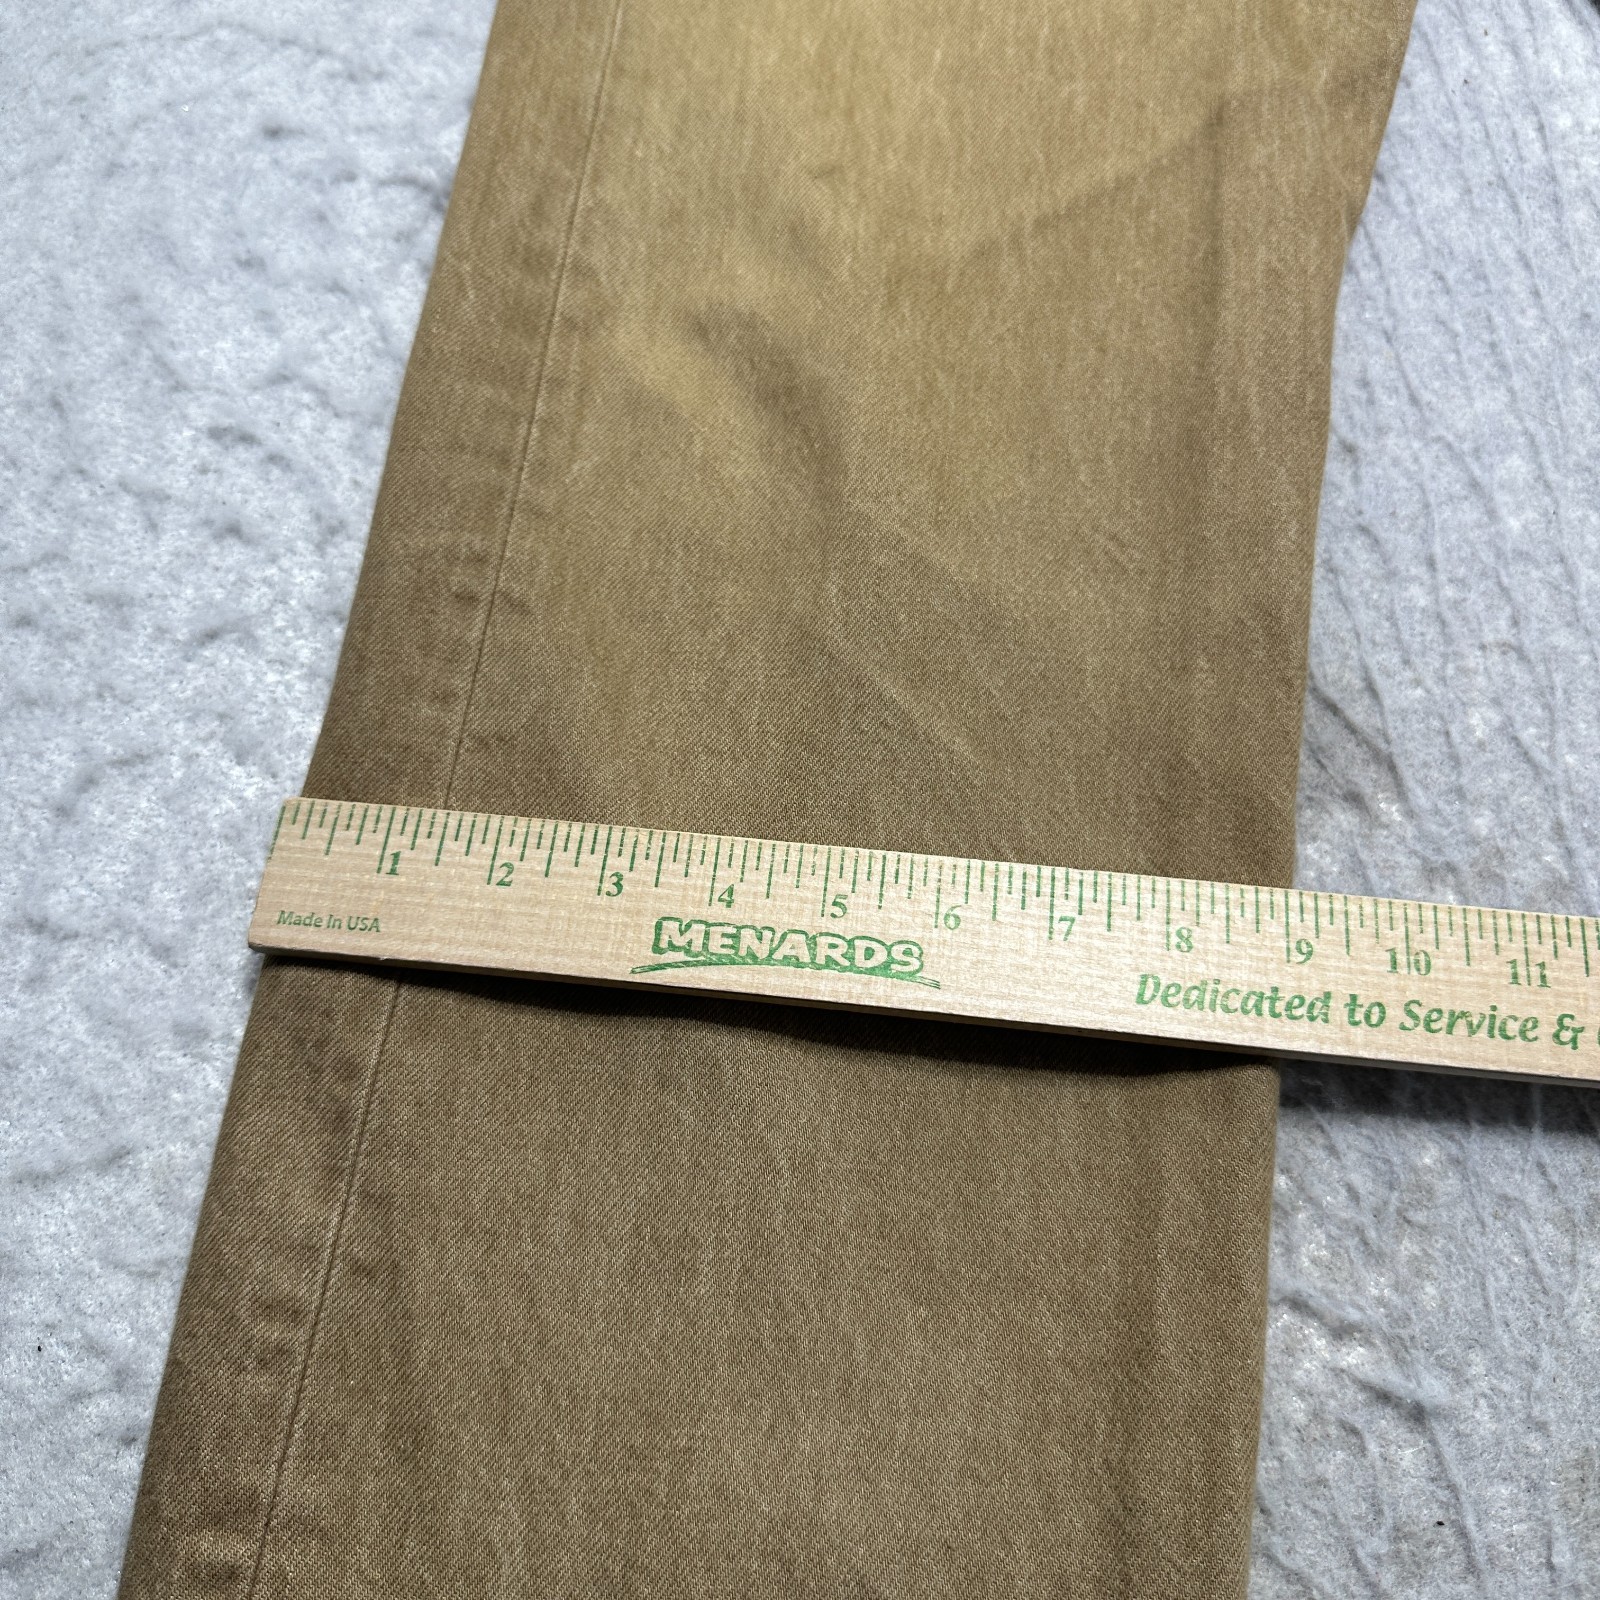 1 2 3 4 5 6 7 8 9 10 11
Made In USA
MENARDS
Dedicated to Service &